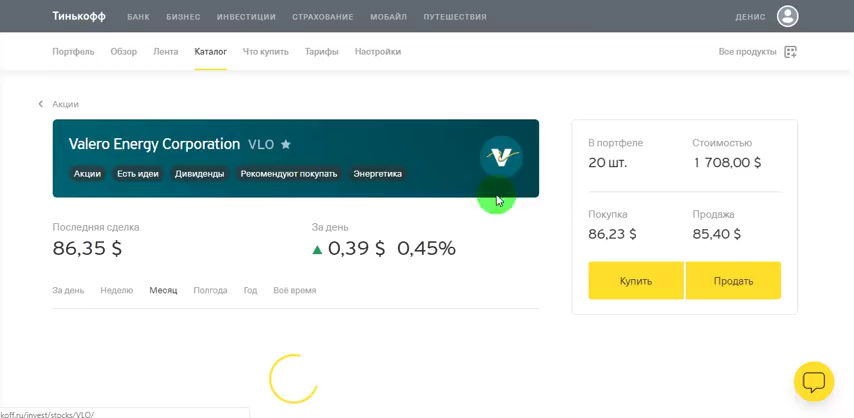 Тинькофф БАНК БИЗНЕС ИНВЕСТИЦИИ СТРАХОВАНИЕ МОБАЙЛ ПУТЕШЕСТВИЯ ДЕНИС
Портфель Обзор Лента Каталог Что купить Тарифы Настройки Все продукты
Акции
Valero Energy Corporation VLO
Акции Есть идеи Дивиденды Рекомендуют покупать Энергетика
В портфеле Стоимостью
20 шт. 1 708,00 $
Последняя сделка За день
86,35 $ 0,39 $ 0,45%
Покупка Продажа
86,23 $ 85,40 $
Купить Продать
За день Неделю Месяц Полгода Год Всё время
koff.ru/invest/stocks/VLO/